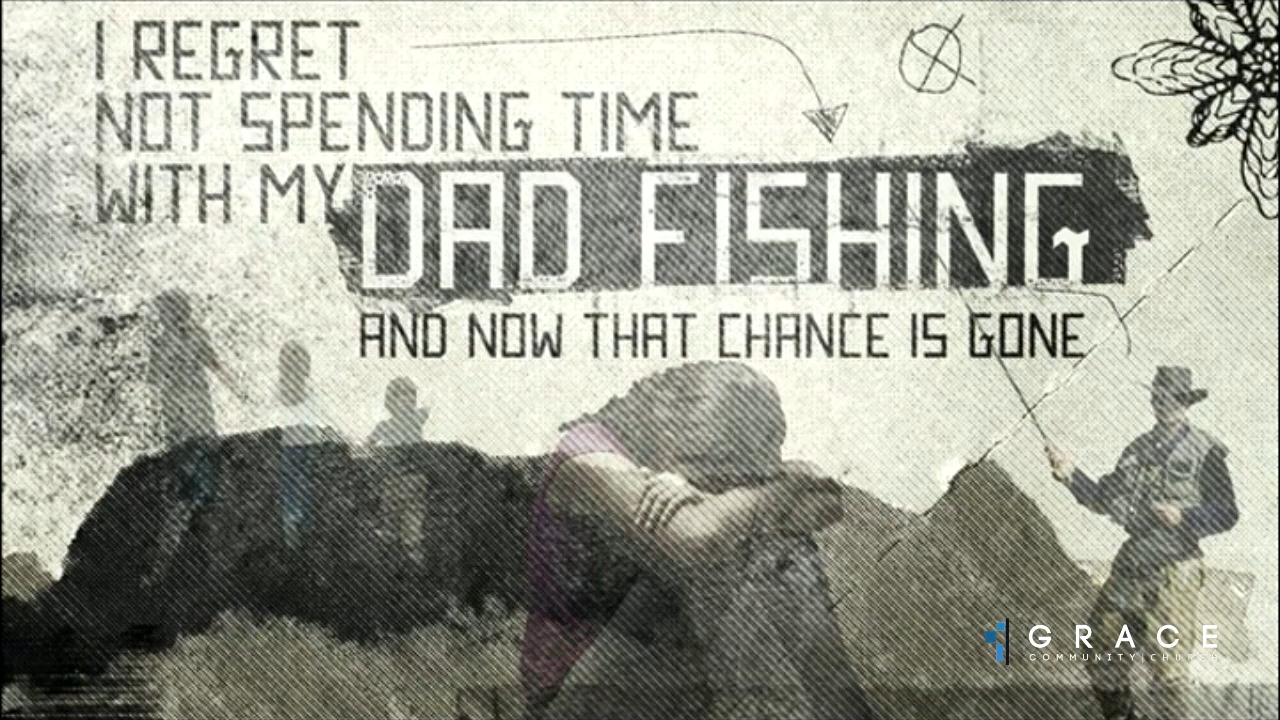 I REGRET
NOT SPENDING TIME
WITH MY DAD FISHING
AND NOW THAT CHANCE IS GONE
GRACE
COMMUNITY|CHURCH